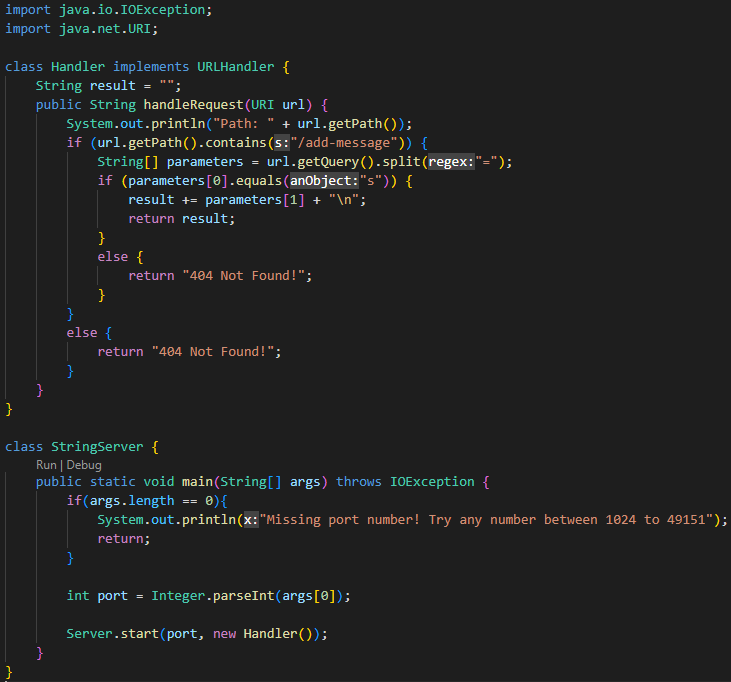 import java.io.IOException;
import java.net.URI;

class Handler implements URLHandler {
    String result = "";
    public String handleRequest(URI url) {
        System.out.println("Path: " + url.getPath());
        if (url.getPath().contains(s:"/add-message")) {
            String[] parameters = url.getQuery().split(regex:"=");
            if (parameters[0].equals(anObject:"s")) {
                result += parameters[1] + "\n";
                return result;
            }
            else {
                return "404 Not Found!";
            }
        }
        else {
            return "404 Not Found!";
        }
    }
}

class StringServer {
    Run | Debug
    public static void main(String[] args) throws IOException {
        if(args.length == 0){
            System.out.println(x:"Missing port number! Try any number between 1024 to 49151");
            return;
        }

        int port = Integer.parseInt(args[0]);

        Server.start(port, new Handler());
    }
}